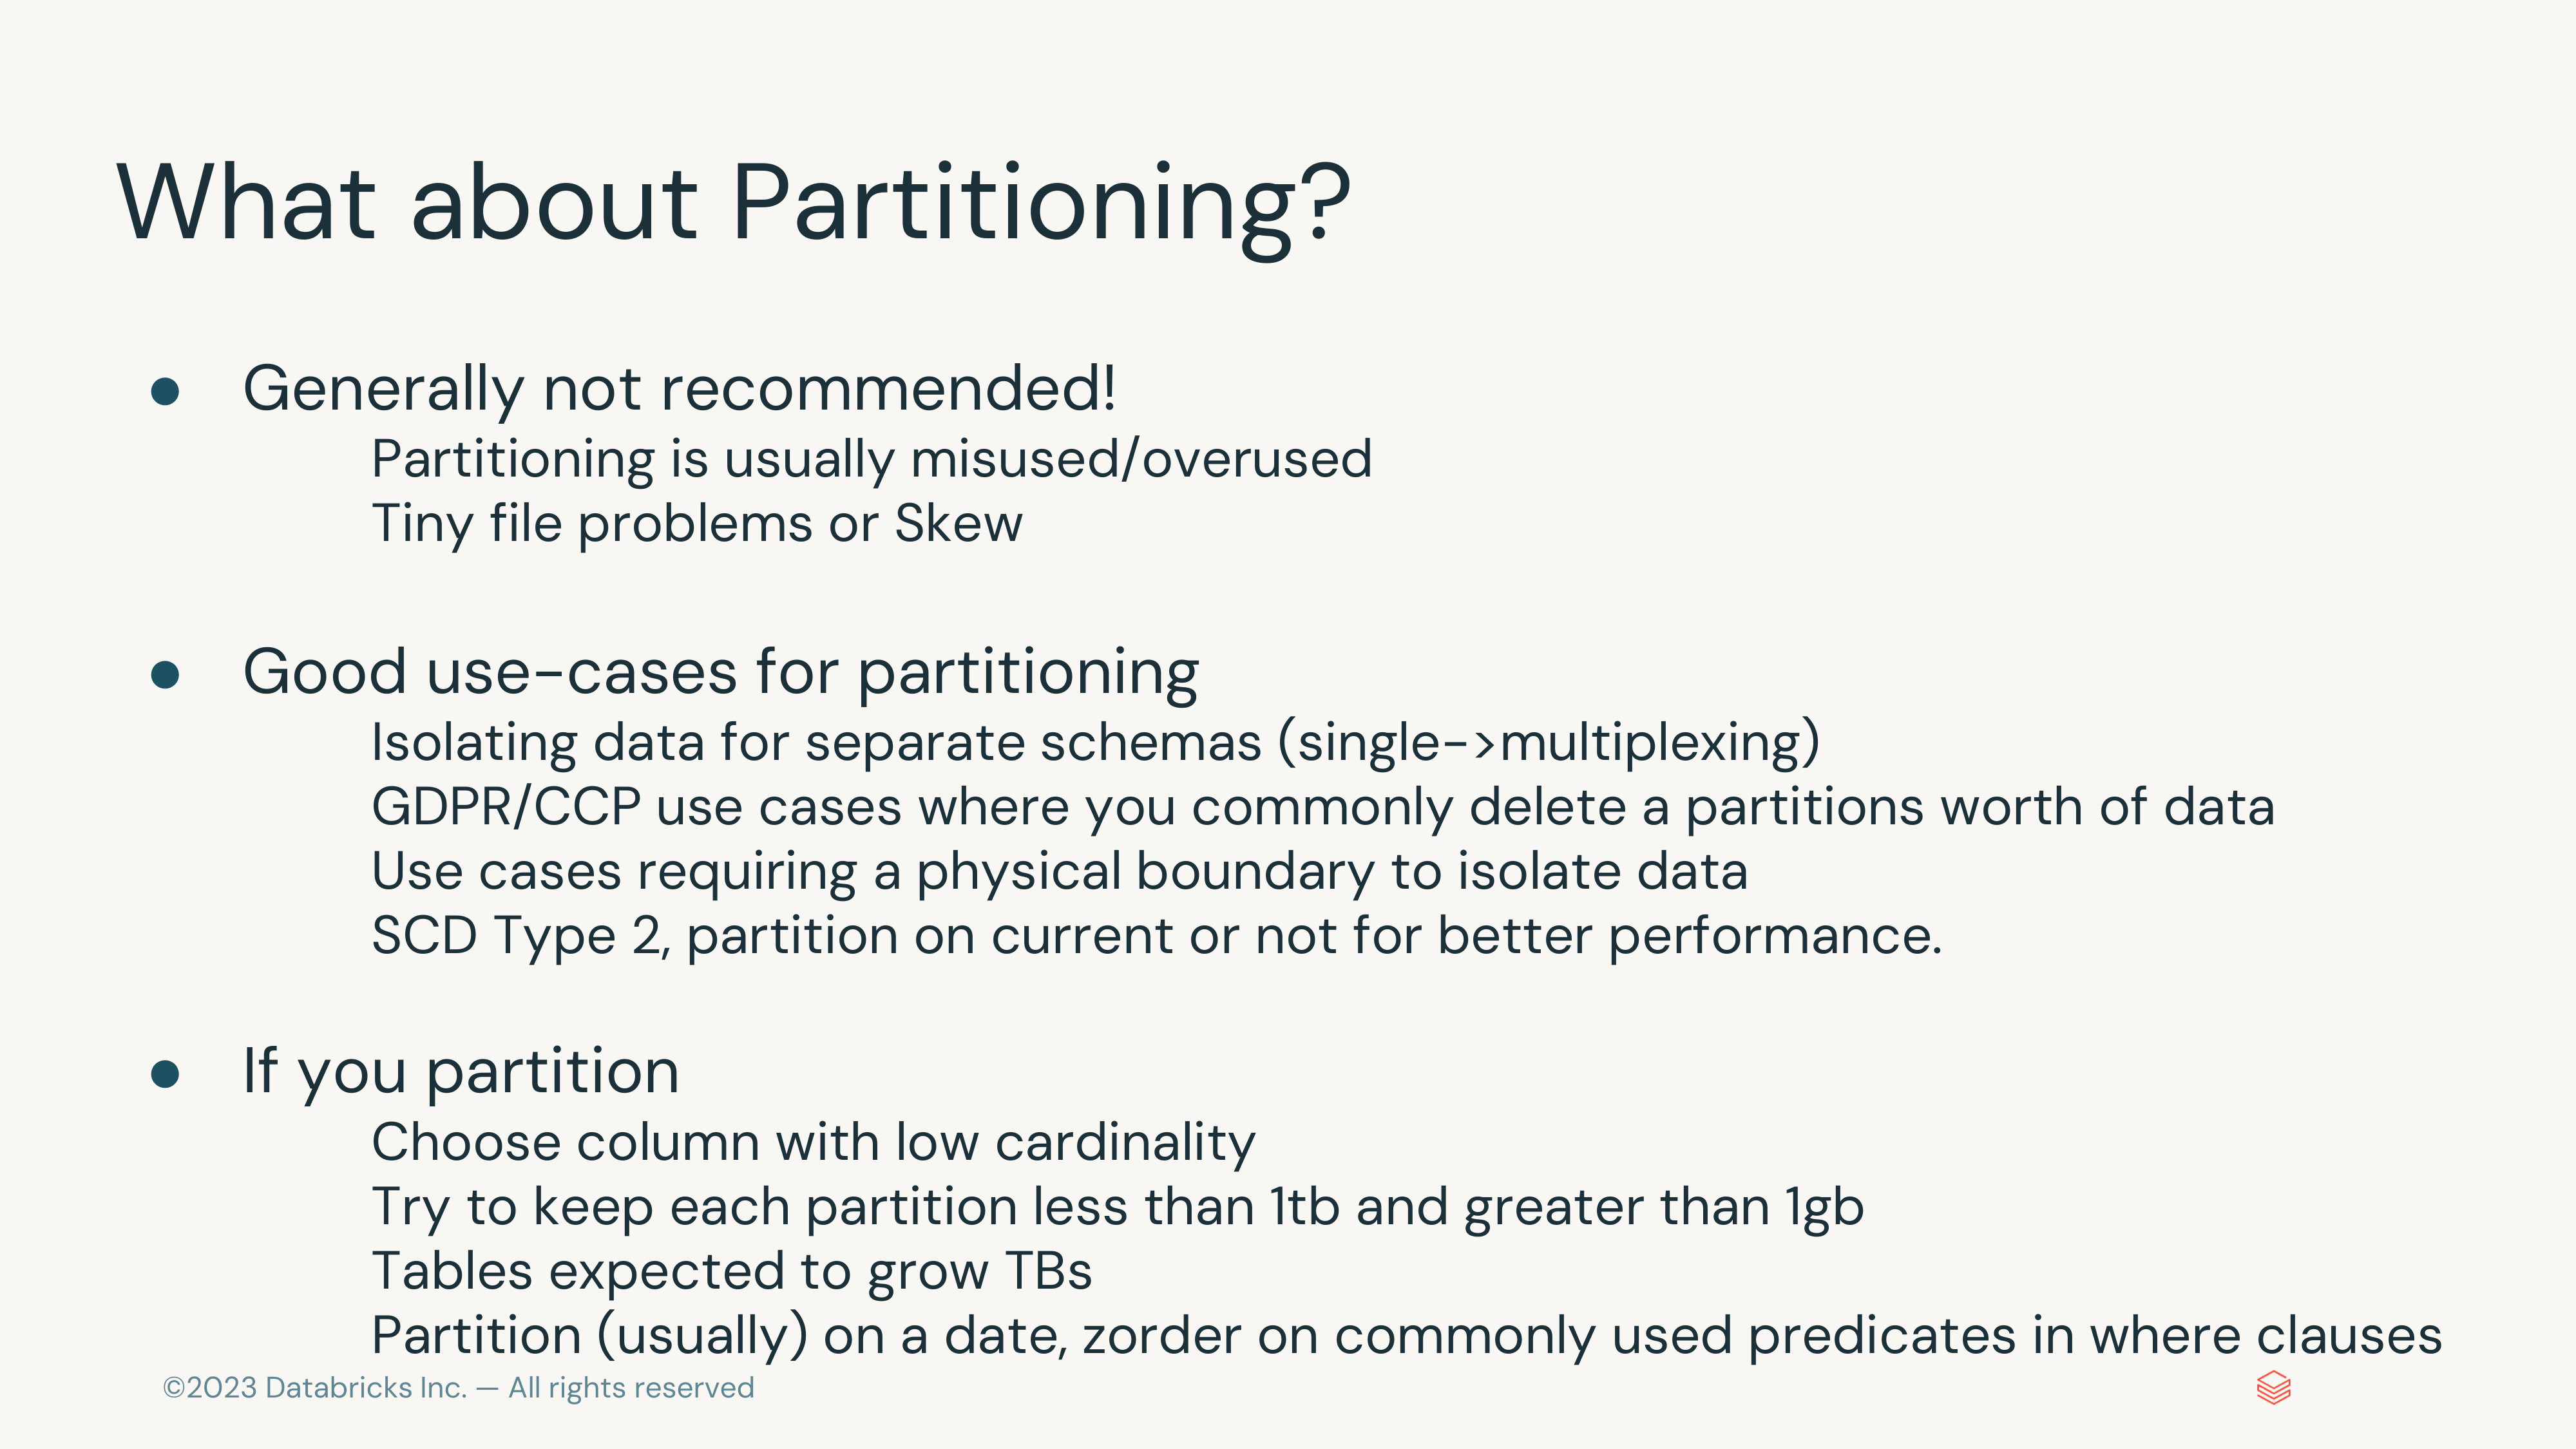 What about Partitioning?
● Generally not recommended!
Partitioning is usually misused/overused
Tiny file problems or Skew
● Good use-cases for partitioning
Isolating data for separate schemas (single->multiplexing)
GDPR/CCP use cases where you commonly delete a partitions worth of data
Use cases requiring a physical boundary to isolate data
SCD Type 2, partition on current or not for better performance.
● If you partition
Choose column with low cardinality
Try to keep each partition less than 1tb and greater than 1gb
Tables expected to grow TBs
Partition (usually) on a date, zorder on commonly used predicates in where clauses
©2023 Databricks Inc. — All rights reserved